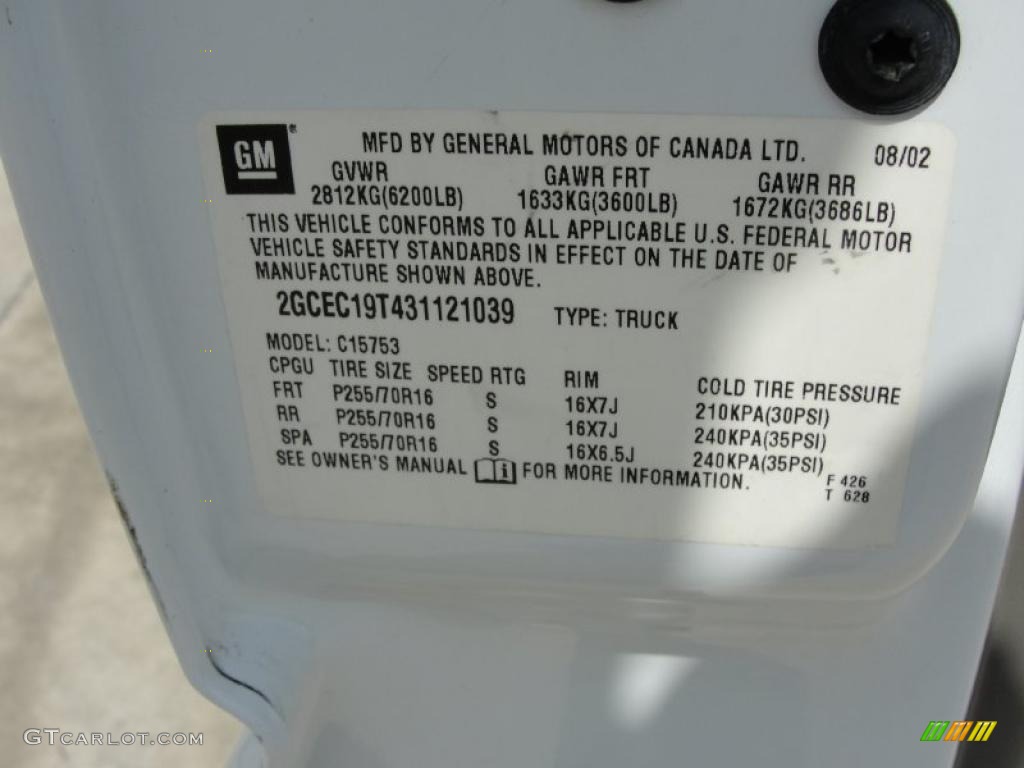 GM
MFD BY GENERAL MOTORS OF CANADA LTD. 08/02
GVWR GAWR FRT GAWR RR
2812KG(6200LB) 1633KG(3600LB) 1672KG(3686LB)
THIS VEHICLE CONFORMS TO ALL APPLICABLE U.S. FEDERAL MOTOR
VEHICLE SAFETY STANDARDS IN EFFECT ON THE DATE OF
MANUFACTURE SHOWN ABOVE.
2GCEC19T431121039 TYPE: TRUCK
MODEL: C15753
CPGU TIRE SIZE SPEED RTG RIM COLD TIRE PRESSURE
FRT P255/70R16 S 16X7J 210KPA(30PSI)
RR P255/70R16 S 16X7J 240KPA(35PSI)
SPA P255/70R16 S 16X6.5J 240KPA(35PSI)
SEE OWNER'S MANUAL i FOR MORE INFORMATION. F 426
T 628
GTCARLOT.COM